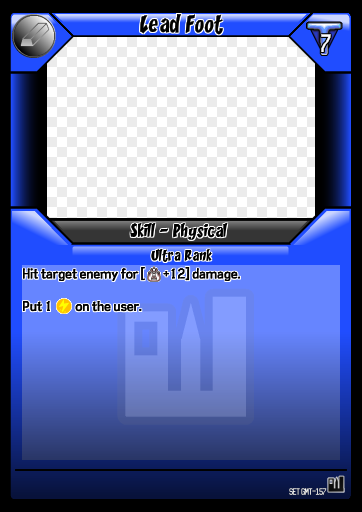 Lead Foot
7
Skill - Physical
Ultra Rank
Hit target enemy for [ +12] damage.
Put 1 on the user.
SET GMT-157